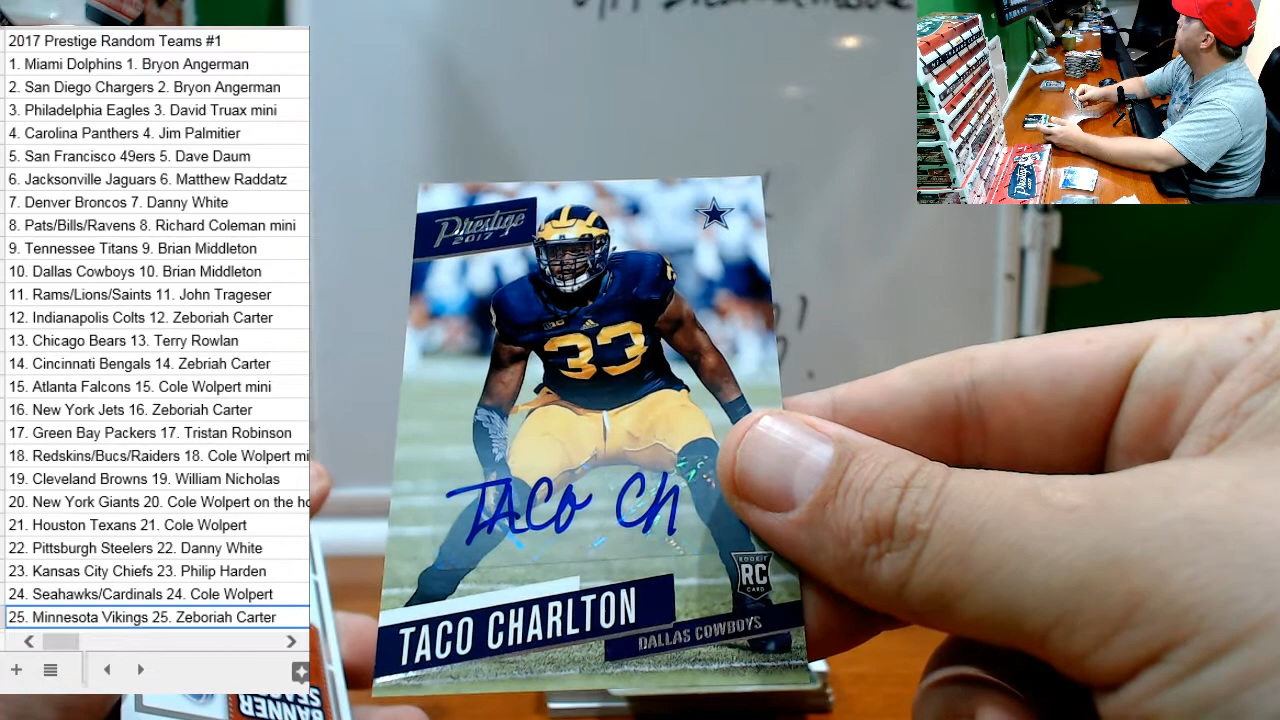 2017 Prestige Random Teams #1
1. Miami Dolphins 1. Bryon Angerman
2. San Diego Chargers 2. Bryon Angerman
3. Philadelphia Eagles 3. David Truax mini
4. Carolina Panthers 4. Jim Palmitier
5. San Francisco 49ers 5. Dave Daum
6. Jacksonville Jaguars 6. Matthew Raddatz
7. Denver Broncos 7. Danny White
8. Pats/Bills/Ravens 8. Richard Coleman mini
9. Tennessee Titans 9. Brian Middleton
10. Dallas Cowboys 10. Brian Middleton
11. Rams/Lions/Saints 11. John Trageser
12. Indianapolis Colts 12. Zeboriah Carter
13. Chicago Bears 13. Terry Rowlan
14. Cincinnati Bengals 14. Zebriah Carter
15. Atlanta Falcons 15. Cole Wolpert mini
16. New York Jets 16. Zeboriah Carter
17. Green Bay Packers 17. Tristan Robinson
18. Redskins/Bucs/Raiders 18. Cole Wolpert mi
19. Cleveland Browns 19. William Nicholas
20. New York Giants 20. Cole Wolpert on the ho
21. Houston Texans 21. Cole Wolpert
22. Pittsburgh Steelers 22. Danny White
23. Kansas City Chiefs 23. Philip Harden
24. Seahawks/Cardinals 24. Cole Wolpert
25. Minnesota Vikings 25. Zeboriah Carter
Prestige
2017
33
33
TACO Ch
ROOKIE
RC
CARD
TACO CHARLTON
DALLAS COWBOYS
BANNER
SEAS
Prestige